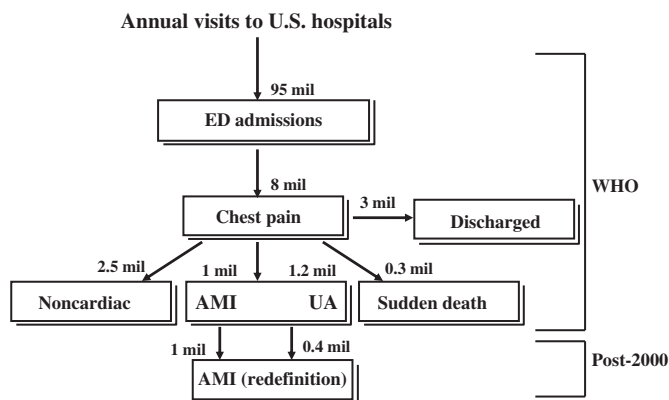 Annual visits to U.S. hospitals
95 mil
ED admissions
8 mil
WHO
3 mil
Chest pain
Discharged
2.5 mil
1 mil
1.2 mil
0.3 mil
Noncardiac
AMI
UA
Sudden death
1 mil
0.4 mil
Post-2000
AMI (redefinition)